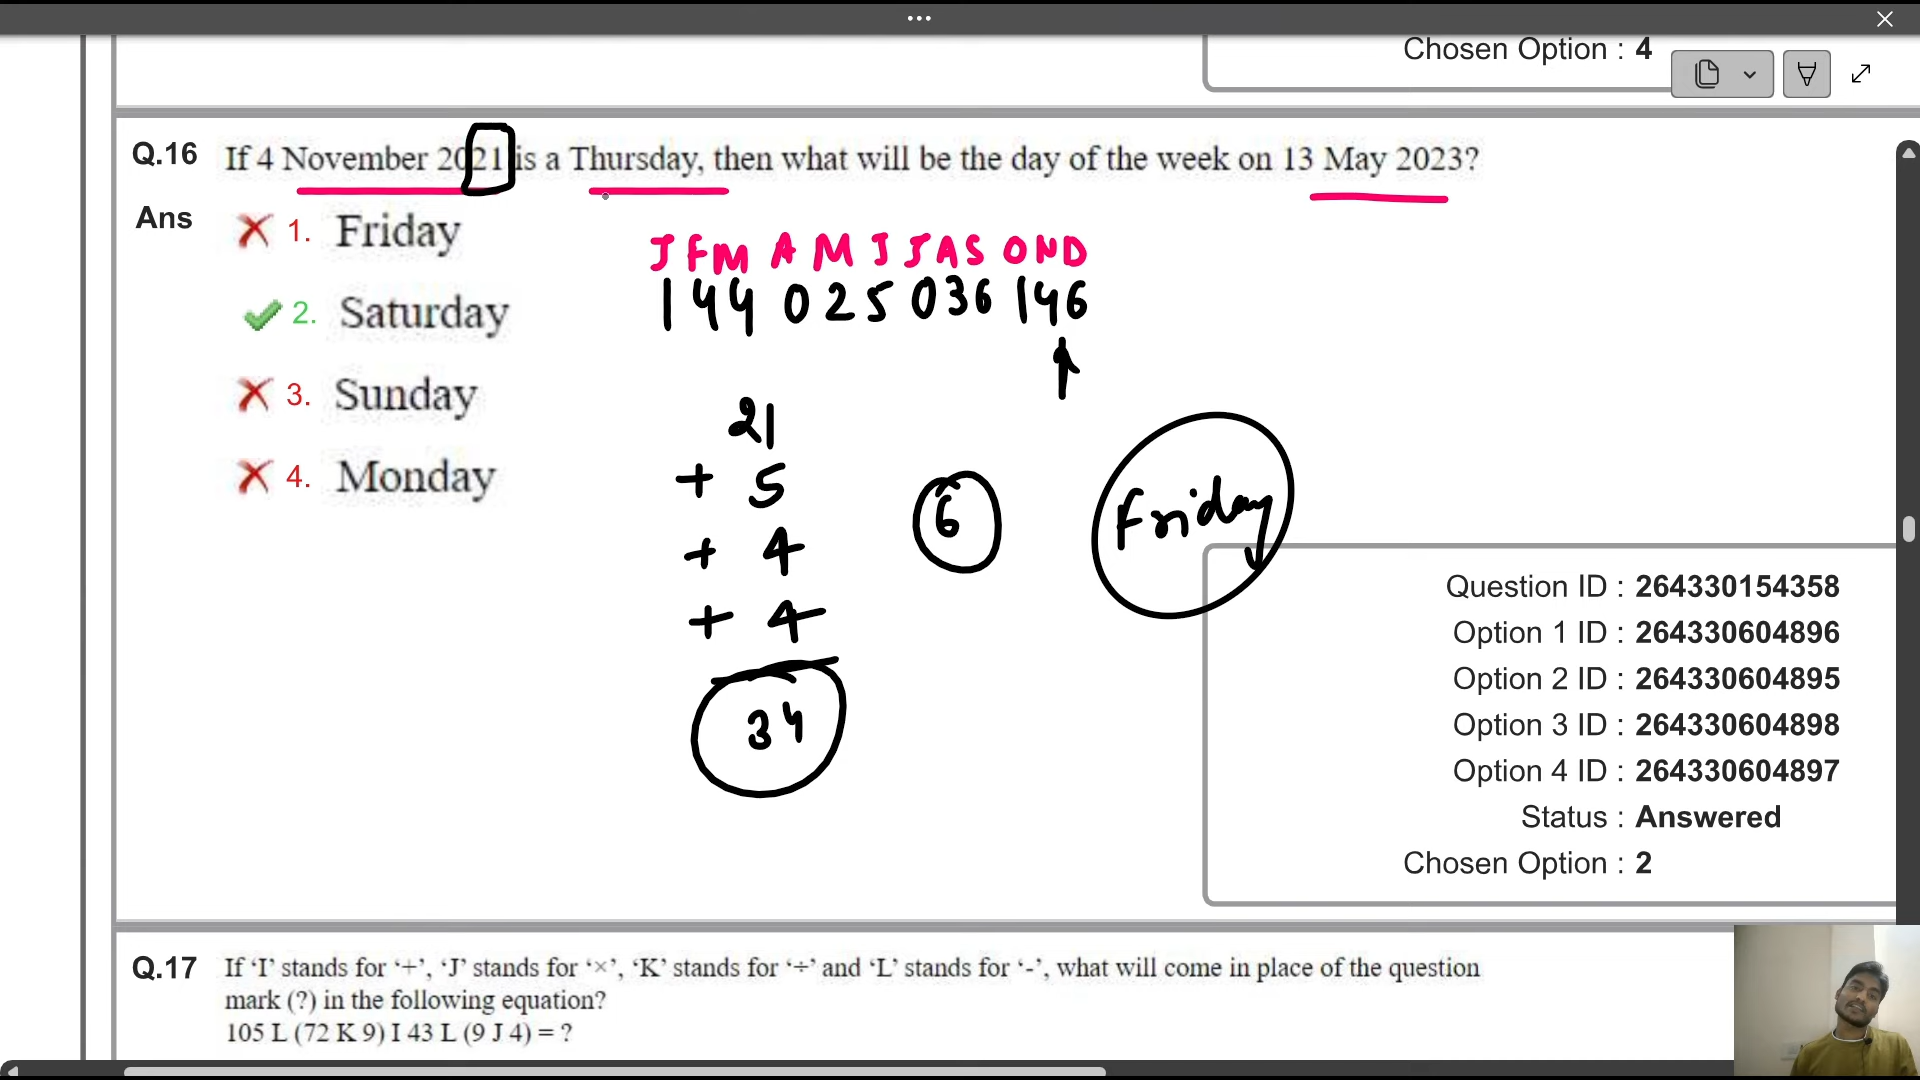 Chosen Option : 4
Q.16 If 4 November 2021 is a Thursday, then what will be the day of the week on 13 May 2023?
Ans
1. Friday
2. Saturday
3. Sunday
4. Monday
J F M A M J J A S O N D
1 4 4 0 2 5 0 3 6 1 4 6
21
+ 5
+ 4
+ 4
34
6
Friday
Question ID : 264330154358
Option 1 ID : 264330604896
Option 2 ID : 264330604895
Option 3 ID : 264330604898
Option 4 ID : 264330604897
Status : Answered
Chosen Option : 2
Q.17 If ‘I’ stands for ‘+’, ‘J’ stands for ‘×’, ‘K’ stands for ‘÷’ and ‘L’ stands for ‘-’, what will come in place of the question
mark (?) in the following equation?
105 L (72 K 9) I 43 L (9 J 4) = ?